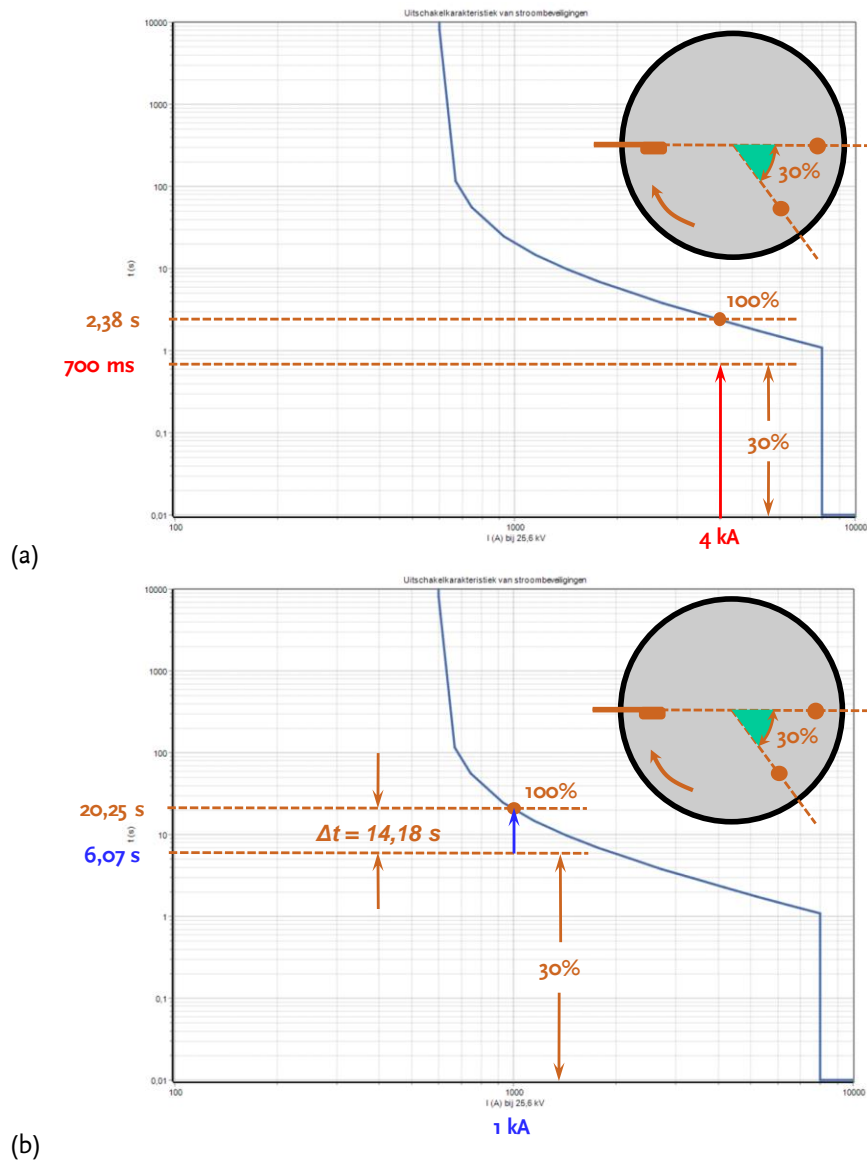 Uitschakelkarakteristiek van stroombeveiligingen
10000
1000
100
10
1
0,1
0,01
t (s)
30%
100%
2,38 s
700 ms
30%
100
1000
10000
I (A) bij 25,6 kV
4 kA
(a)
Uitschakelkarakteristiek van stroombeveiligingen
10000
1000
100
10
1
0,1
0,01
t (s)
30%
100%
20,25 s
Δt = 14,18 s
6,07 s
30%
100
1000
10000
I (A) bij 25,6 kV
1 kA
(b)